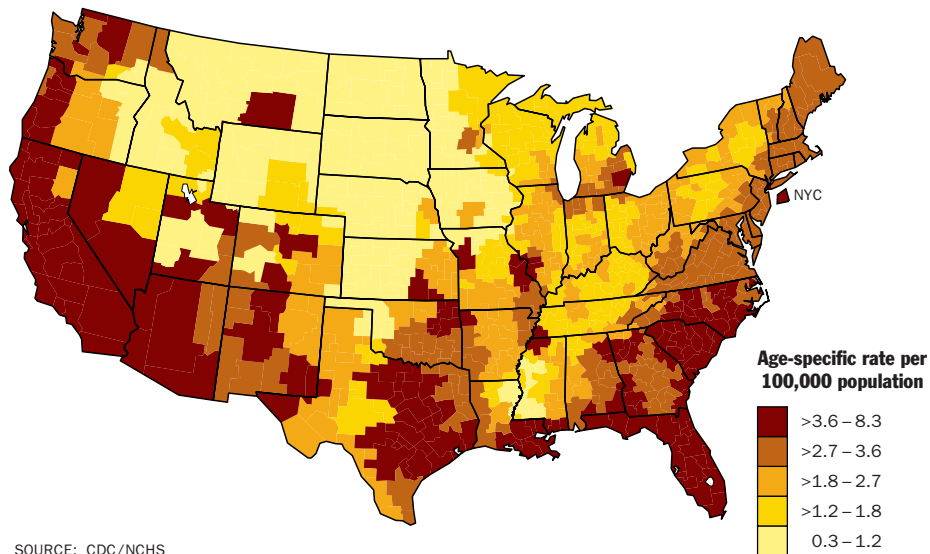 NYC
Age-specific rate per
100,000 population
>3.6 – 8.3
>2.7 – 3.6
>1.8 – 2.7
>1.2 – 1.8
0.3 – 1.2
SOURCE: CDC/NCHS